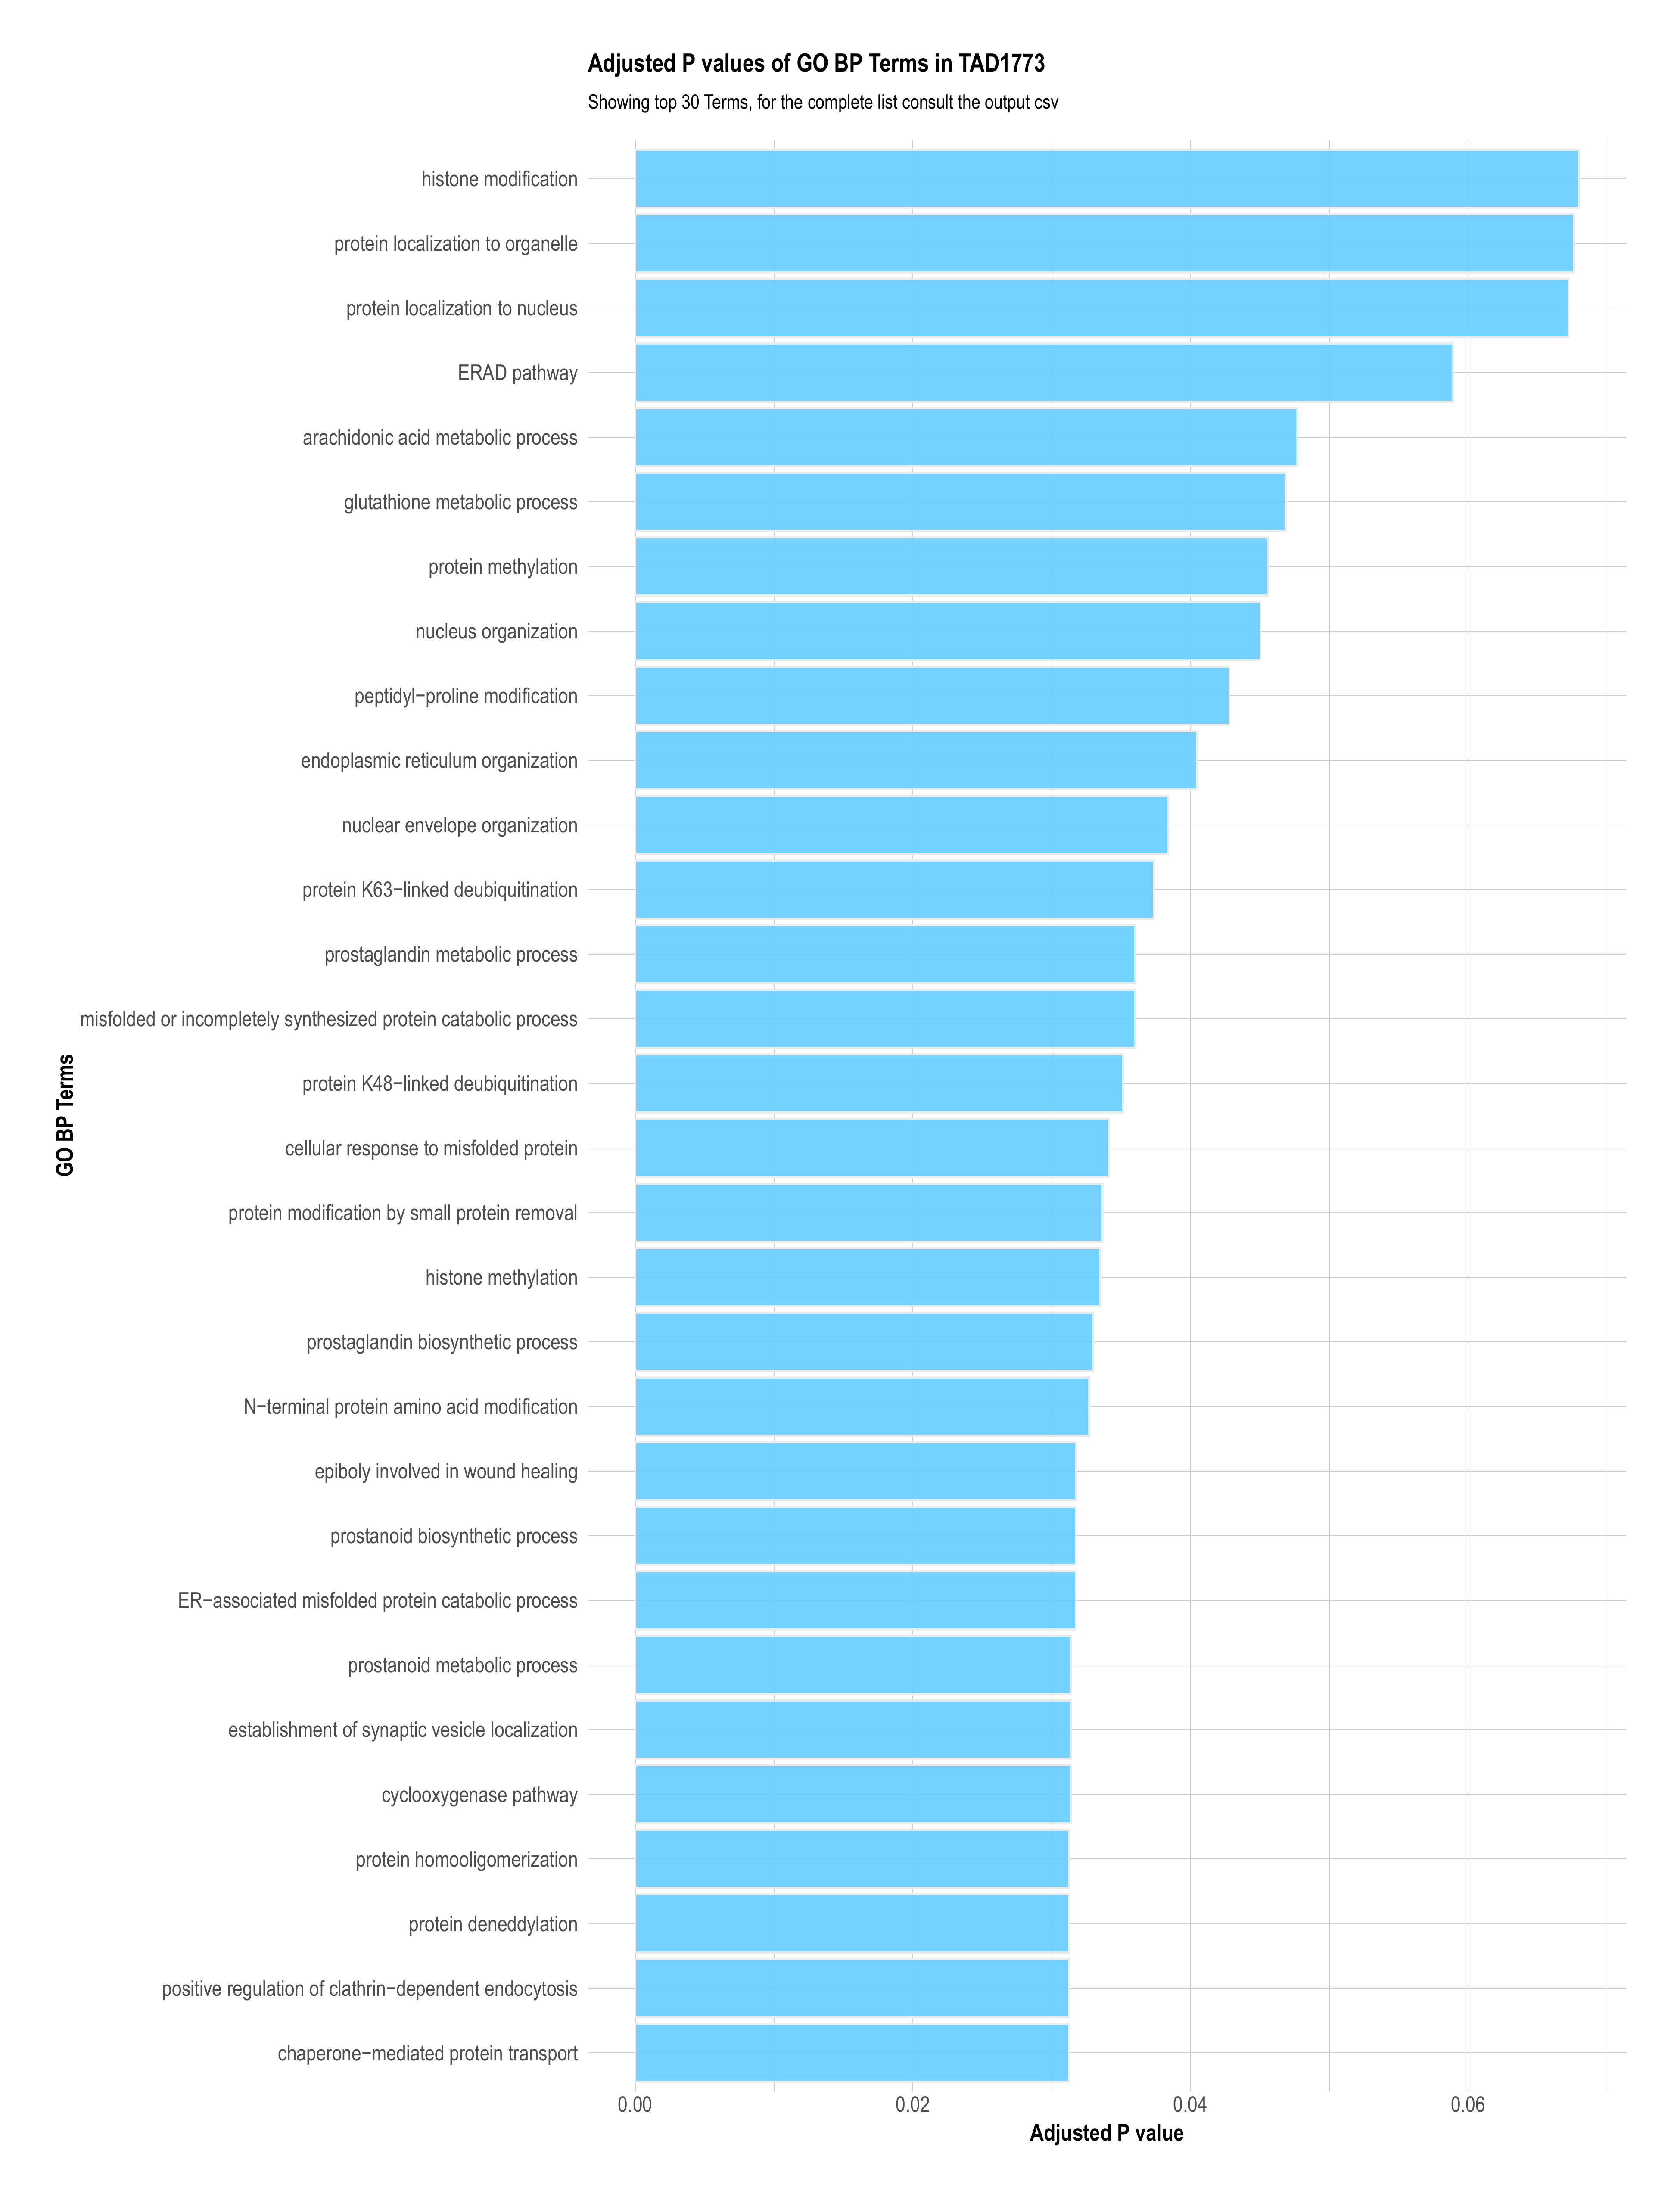 Adjusted P values of GO BP Terms in TAD1773
Showing top 30 Terms, for the complete list consult the output csv
histone modification
protein localization to organelle
protein localization to nucleus
ERAD pathway
arachidonic acid metabolic process
glutathione metabolic process
protein methylation
nucleus organization
peptidyl−proline modification
endoplasmic reticulum organization
nuclear envelope organization
protein K63−linked deubiquitination
prostaglandin metabolic process
misfolded or incompletely synthesized protein catabolic process
protein K48−linked deubiquitination
cellular response to misfolded protein
protein modification by small protein removal
histone methylation
prostaglandin biosynthetic process
N−terminal protein amino acid modification
epiboly involved in wound healing
prostanoid biosynthetic process
ER−associated misfolded protein catabolic process
prostanoid metabolic process
establishment of synaptic vesicle localization
cyclooxygenase pathway
protein homooligomerization
protein deneddylation
positive regulation of clathrin−dependent endocytosis
chaperone−mediated protein transport
GO BP Terms
0.00 0.02 0.04 0.06
Adjusted P value